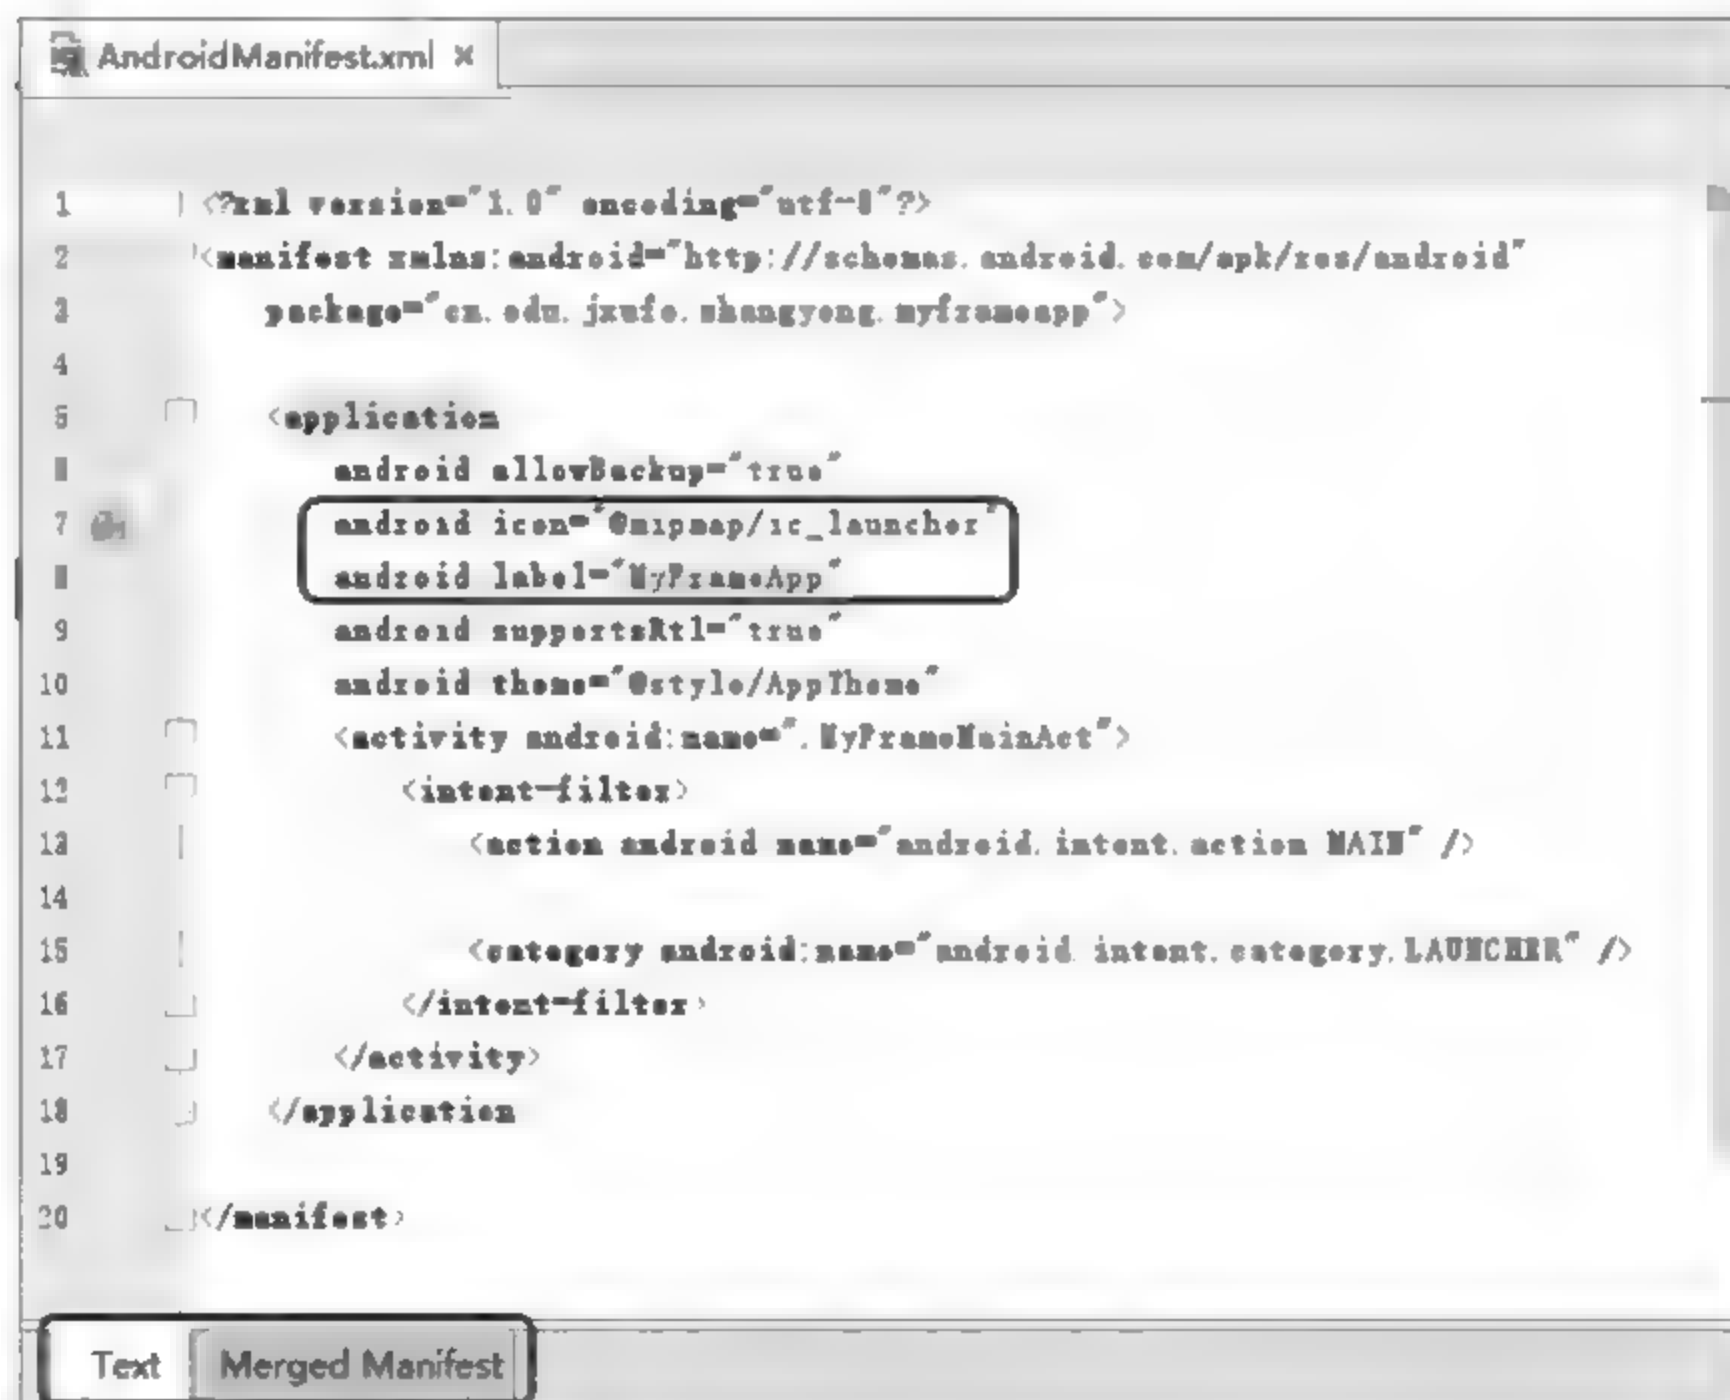 AndroidManifest.xml ×
1 <?xml version="1.0" encoding="utf-8"?>
2 <manifest xmlns:android="http://schemas.android.com/apk/res/android"
3 package="cn.edu.jxufe.zhangyong.myframeapp">
4
5 <application
8 android allowBackup="true"
7 android icon="@mipmap/ic_launcher"
8 android label="MyFrameApp"
9 android supportsRtl="true"
10 android theme="@style/AppTheme"
11 <activity android:name=".MyFrameMainAct">
12 <intent-filter>
13 <action android name="android.intent.action MAIN" />
14
15 <category android:name="android intent.category.LAUNCHER" />
16 </intent-filter>
17 </activity>
18 </application
19
20 </manifest>
Text Merged Manifest